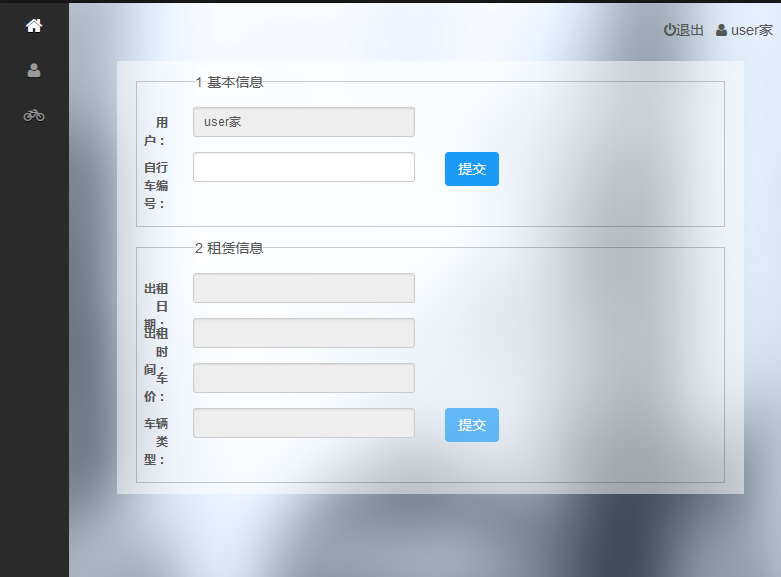 退出 user家
1 基本信息
用
户：
user家
自行
车编
号：
提交
2 租赁信息
出租
日
期：
出租
时
间：
车
价：
车辆
类
型：
提交